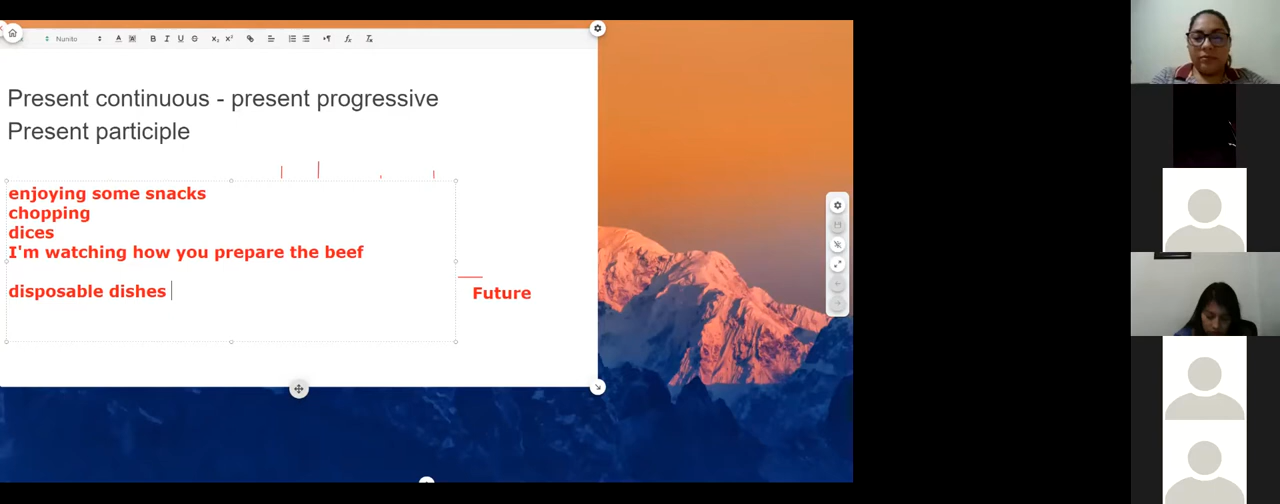 Nunito
Present continuous - present progressive
Present participle
enjoying some snacks
chopping
dices
I'm watching how you prepare the beef
disposable dishes
Future